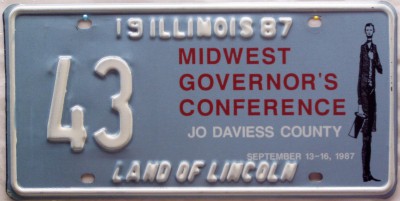 19 ILLINOIS 87
43
MIDWEST
GOVERNOR'S
CONFERENCE
JO DAVIESS COUNTY
SEPTEMBER 13-16, 1987
LAND OF LINCOLN